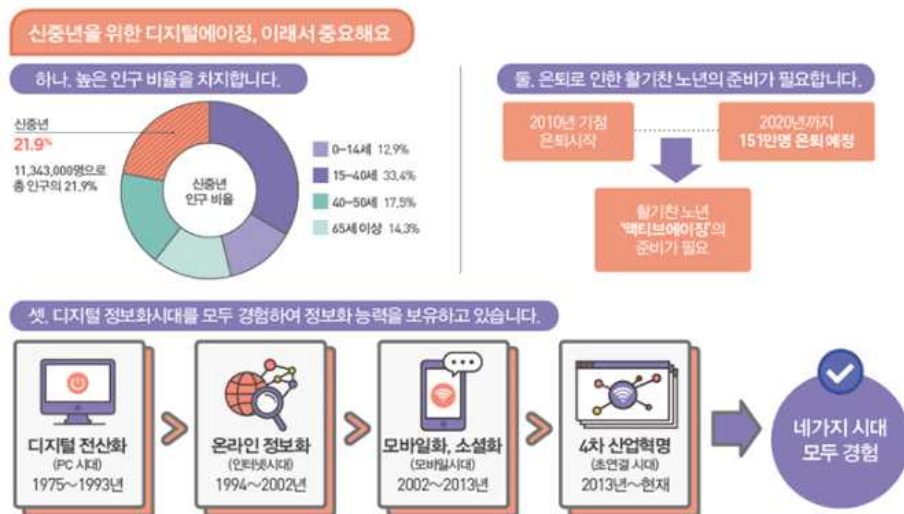 신중년을 위한 디지털에이징, 이래서 중요해요
하나. 높은 인구 비율을 차지합니다.
신중년
21.9%
11,343,000명으로
총 인구의 21.9%
신중년
인구 비율
0-14세 12.9%
15-40세 33.4%
40-50세 17.5%
65세 이상 14.3%
둘. 은퇴로 인한 활기찬 노년의 준비가 필요합니다.
2010년 기점
은퇴시작
2020년까지
151만명 은퇴 예정
활기찬 노년
'액티브에이징'의
준비가 필요
셋. 디지털 정보화시대를 모두 경험하여 정보화 능력을 보유하고 있습니다.
디지털 전산화
(PC 시대)
1975~1993년
온라인 정보화
(인터넷시대)
1994~2002년
모바일화, 소셜화
(모바일시대)
2002~2013년
4차 산업혁명
(초연결 시대)
2013년~현재
네가지 시대
모두 경험